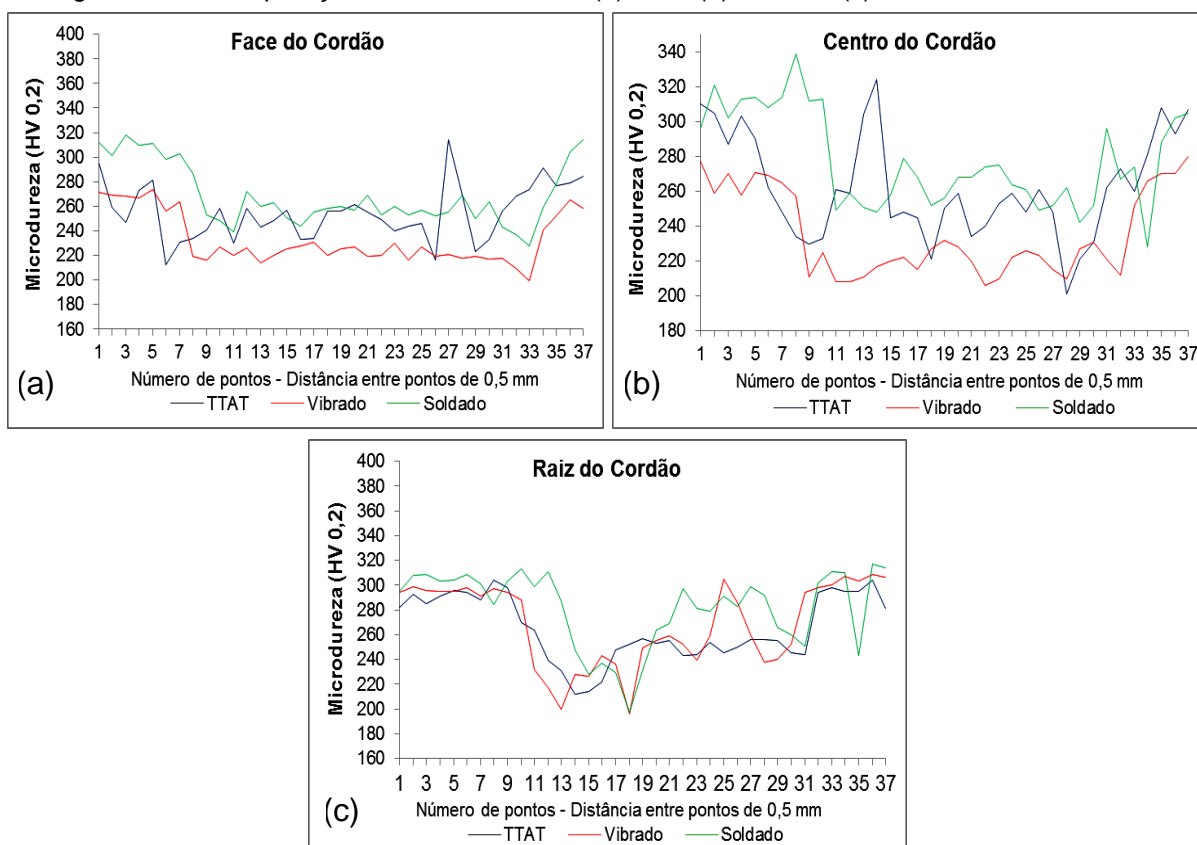 Face do Cordão
Microdureza (HV 0,2)
400
380
360
340
320
300
280
260
240
220
200
180
160
1 3 5 7 9 11 13 15 17 19 21 23 25 27 29 31 33 35 37
(a)
Número de pontos - Distância entre pontos de 0,5 mm
TTAT Vibrado Soldado
Centro do Cordão
Microdureza (HV 0,2)
340
320
300
280
260
240
220
200
180
1 3 5 7 9 11 13 15 17 19 21 23 25 27 29 31 33 35 37
(b)
Número de pontos - Distância entre pontos de 0,5 mm
TTAT Vibrado Soldado
Raiz do Cordão
Microdureza (HV 0,2)
400
380
360
340
320
300
280
260
240
220
200
180
160
1 3 5 7 9 11 13 15 17 19 21 23 25 27 29 31 33 35 37
(c)
Número de pontos - Distância entre pontos de 0,5 mm
TTAT Vibrado Soldado